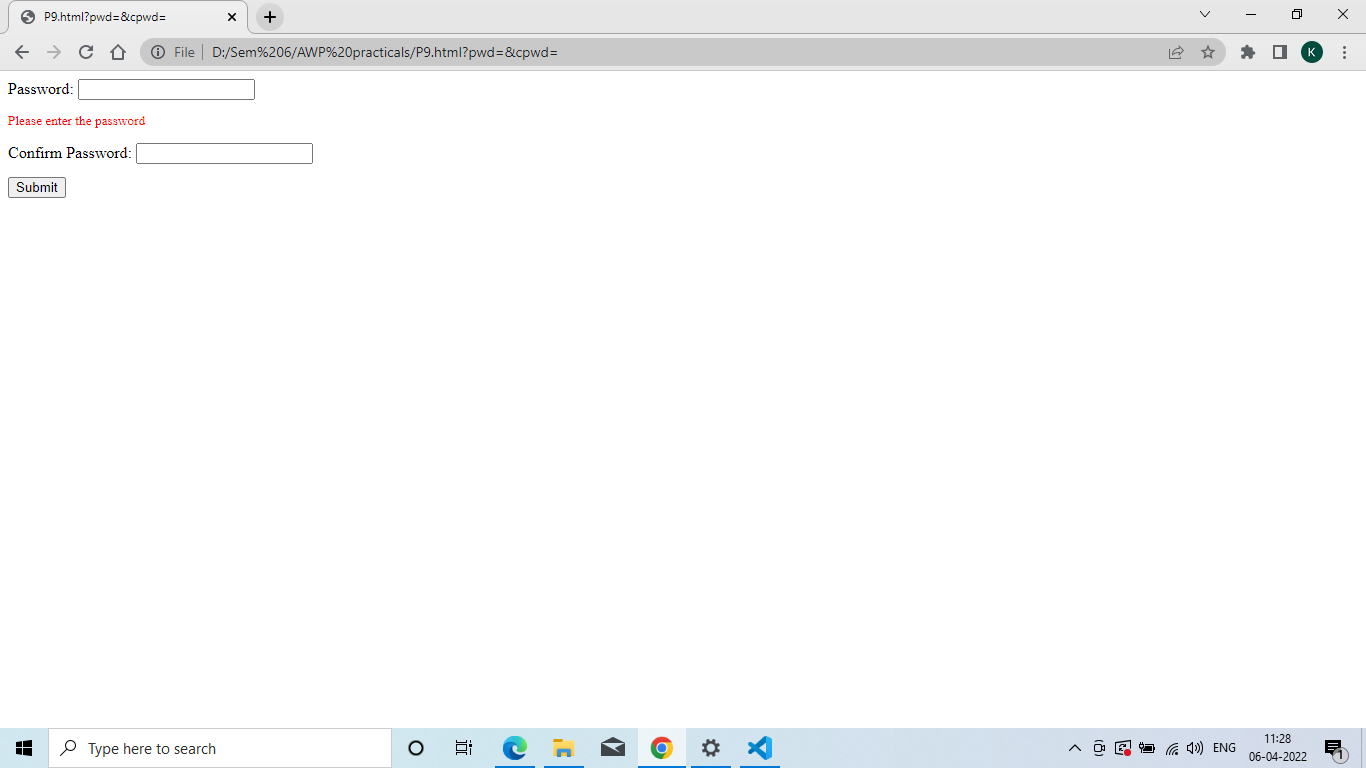 P9.html?pwd=&cpwd=
File D:/Sem%206/AWP%20practicals/P9.html?pwd=&cpwd=
K
Password:
Please enter the password
Confirm Password:
Submit
Type here to search
ENG
11:28
06-04-2022
1